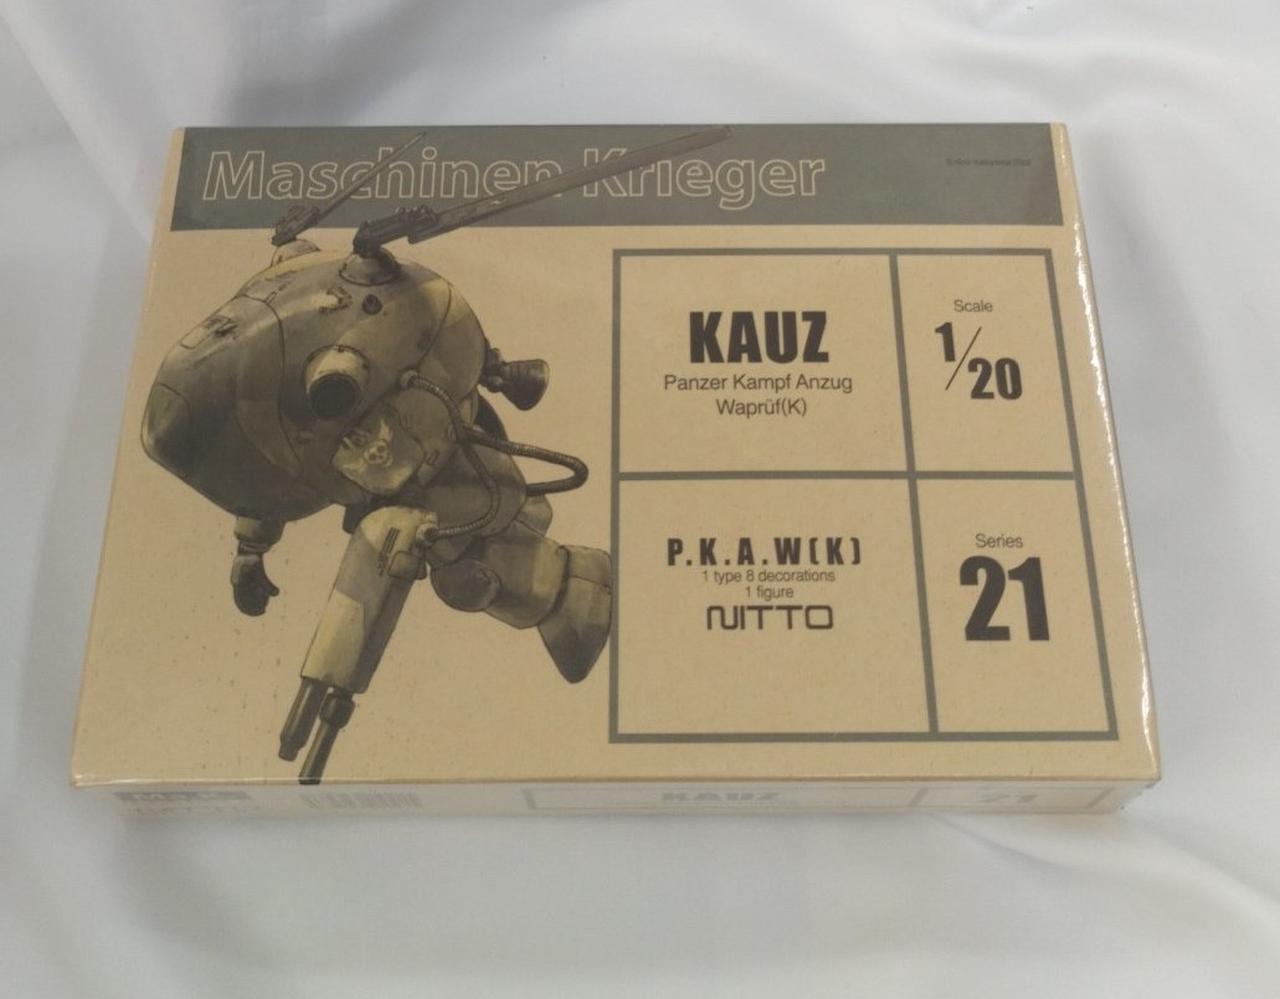 Maschinen Krieger
KAUZ
Panzer Kampf Anzug
Waprüf(K)
Scale
1/20
P.K.A.W(K)
1 type 8 decorations
1 figure
NITTO
Series
21
KAUZ
21